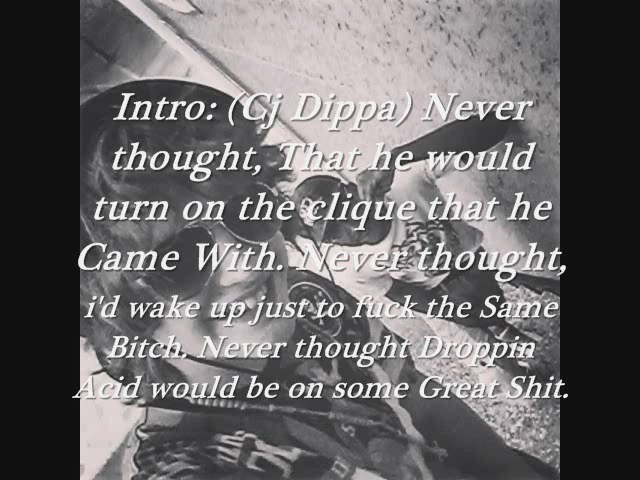 Intro: (Cj Dippa) Never
thought, That he would
turn on the clique that he
Came With. Never thought,
i'd wake up just to fuck the Same
Bitch. Never thought Droppin
Acid would be on some Great Shit.